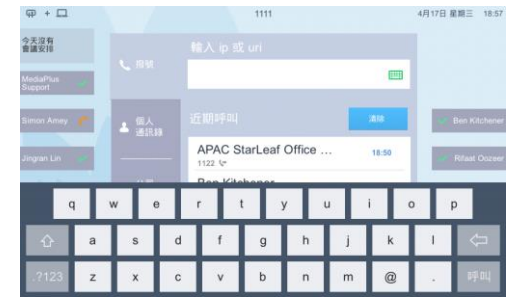 1111
4月17日 星期三 18:57
今天沒有
會議安排
輸入 ip 或 uri
撥號
MediaPlus
Support
Simon Amey
個人
通訊錄
近期呼叫
清除
Ben Kitchener
Jingran Lin
APAC StarLeaf Office ...
1122
18:50
Rifaat Oozeer
Ben Kitchener
q w e r t y u i o p
a s d f g h j k l
.?123 z x c v b n m @ . 呼叫